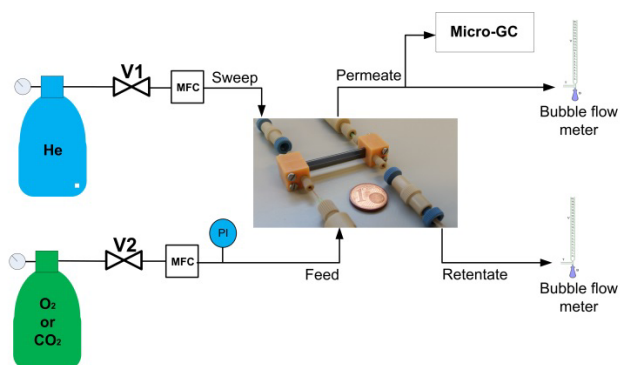 Micro-GC
V1
MFC
Sweep
Permeate
He
Bubble flow
meter
V2
MFC
PI
Feed
Retentate
O₂
or
CO₂
Bubble flow
meter